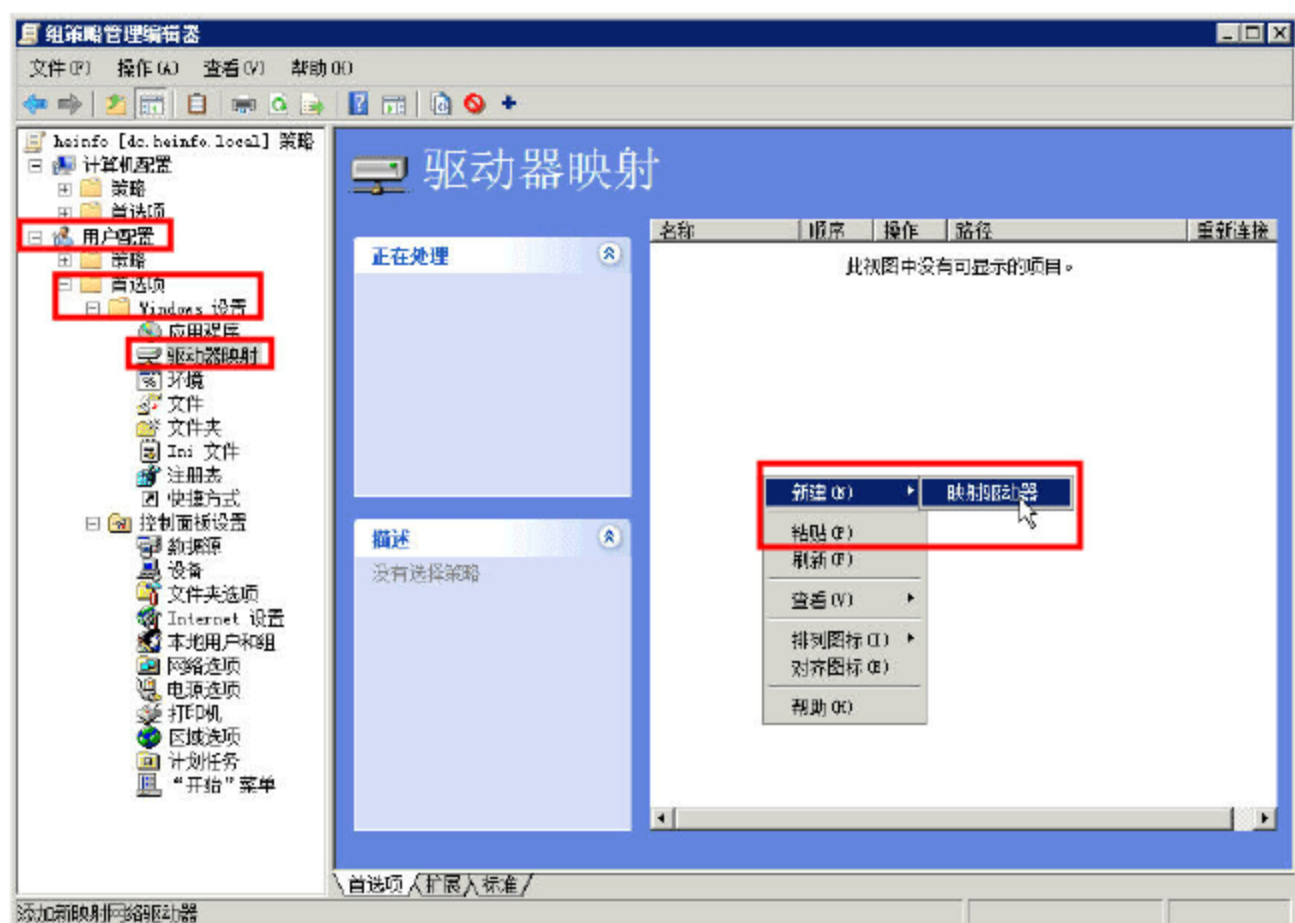 组策略管理编辑器
文件(F) 操作(A) 查看(V) 帮助(H)
heinfo [dc.heinfo.local] 策略
计算机配置
策略
首选项
用户配置
策略
首选项
Windows 设置
应用程序
驱动器映射
环境
文件
文件夹
Ini 文件
注册表
快捷方式
控制面板设置
数据源
设备
文件夹选项
Internet 设置
本地用户和组
网络选项
电源选项
打印机
区域选项
计划任务
“开始”菜单
驱动器映射
正在处理
描述
没有选择策略
名称 顺序 操作 路径 重新连接
此视图中没有可显示的项目。
新建(N) 映射驱动器
粘贴(P)
刷新(F)
查看(V)
排列图标(I)
对齐图标(E)
帮助(H)
首选项 扩展 标准
添加新映射网络驱动器